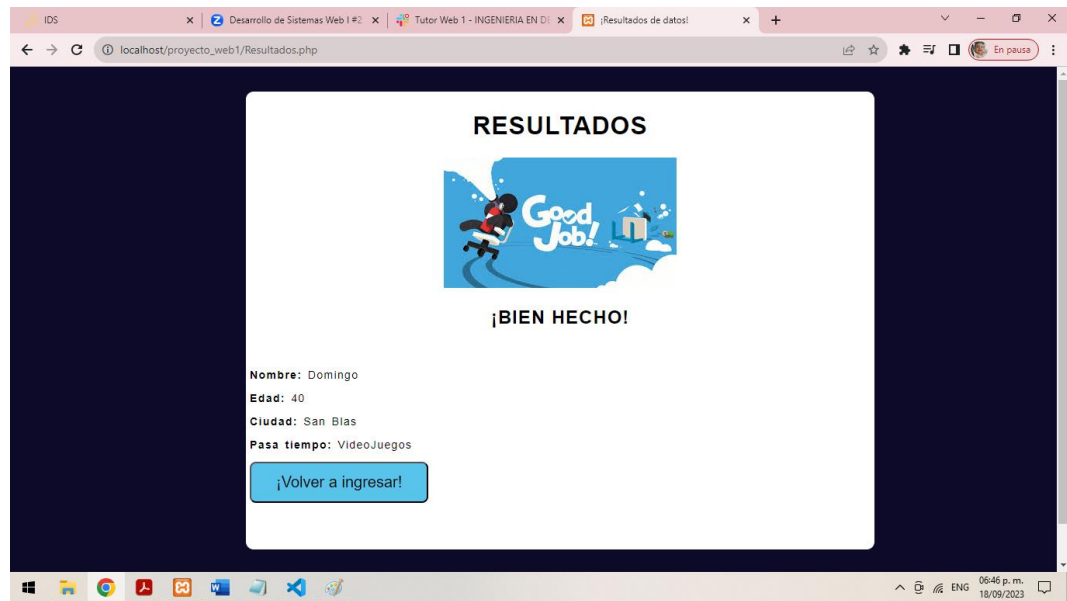 IDS
Desarrollo de Sistemas Web I #2
Tutor Web 1 - INGENIERIA EN DE
¡Resultados de datos!
localhost/proyecto_web1/Resultados.php
En pausa
RESULTADOS
Good
Job!
¡BIEN HECHO!
Nombre: Domingo
Edad: 40
Ciudad: San Blas
Pasa tiempo: VideoJuegos
¡Volver a ingresar!
ENG
06:46 p. m.
18/09/2023